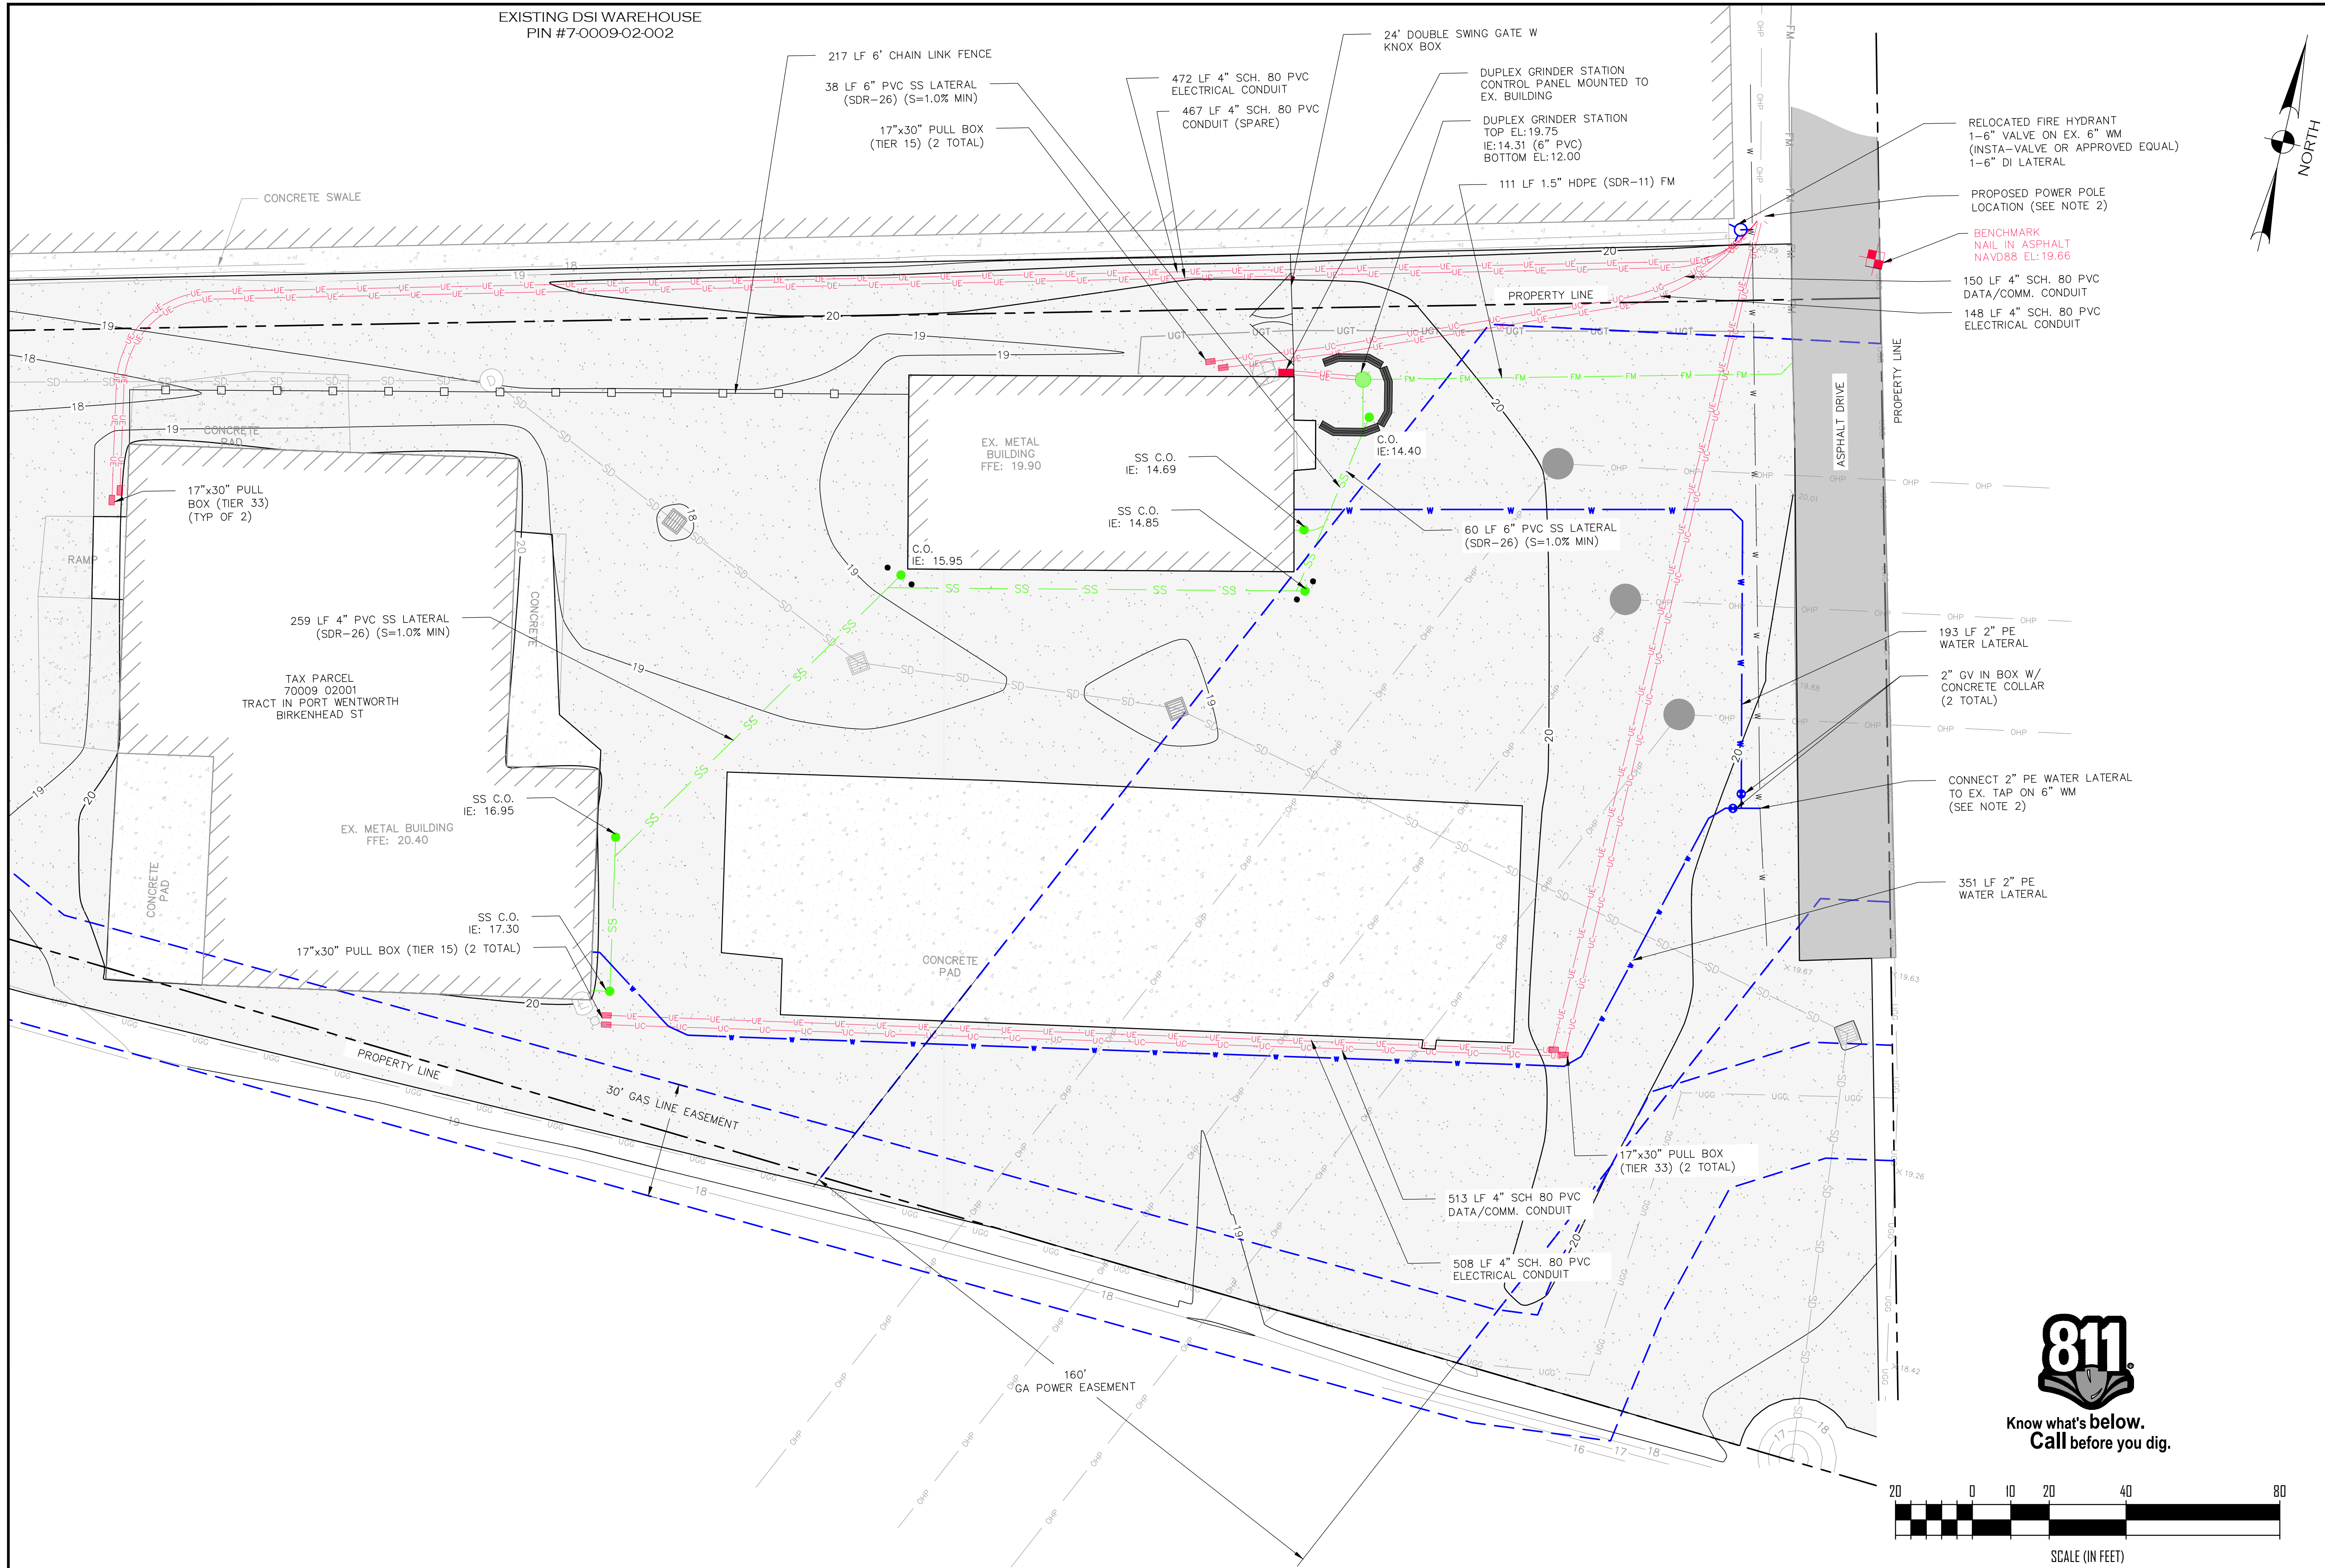 EXISTING DSI WAREHOUSE
PIN #7-0009-02-002
217 LF 6' CHAIN LINK FENCE
38 LF 6" PVC SS LATERAL
(SDR-26) (S=1.0% MIN)
17"x30" PULL BOX
(TIER 15) (2 TOTAL)
472 LF 4" SCH. 80 PVC
ELECTRICAL CONDUIT
467 LF 4" SCH. 80 PVC
CONDUIT (SPARE)
24' DOUBLE SWING GATE W
KNOX BOX
DUPLEX GRINDER STATION
CONTROL PANEL MOUNTED TO
EX. BUILDING
DUPLEX GRINDER STATION
TOP EL:19.75
IE:14.31 (6" PVC)
BOTTOM EL:12.00
111 LF 1.5" HDPE (SDR-11) FM
RELOCATED FIRE HYDRANT
1-6" VALVE ON EX. 6" WM
(INSTA-VALVE OR APPROVED EQUAL)
1-6" DI LATERAL
PROPOSED POWER POLE
LOCATION (SEE NOTE 2)
BENCHMARK
NAIL IN ASPHALT
NAVD88 EL:19.66
150 LF 4" SCH. 80 PVC
DATA/COMM. CONDUIT
148 LF 4" SCH. 80 PVC
ELECTRICAL CONDUIT
NORTH
CONCRETE SWALE
PROPERTY LINE
PROPERTY LINE
ASPHALT DRIVE
CONCRETE
PAD
17"x30" PULL
BOX (TIER 33)
(TYP OF 2)
RAMP
CONCRETE
EX. METAL
BUILDING
FFE: 19.90
SS C.O.
IE: 14.69
SS C.O.
IE: 14.85
C.O.
IE:14.40
C.O.
IE: 15.95
60 LF 6" PVC SS LATERAL
(SDR-26) (S=1.0% MIN)
259 LF 4" PVC SS LATERAL
(SDR-26) (S=1.0% MIN)
TAX PARCEL
70009 02001
TRACT IN PORT WENTWORTH
BIRKENHEAD ST
193 LF 2" PE
WATER LATERAL
2" GV IN BOX W/
CONCRETE COLLAR
(2 TOTAL)
CONNECT 2" PE WATER LATERAL
TO EX. TAP ON 6" WM
(SEE NOTE 2)
351 LF 2" PE
WATER LATERAL
SS C.O.
IE: 16.95
EX. METAL BUILDING
FFE: 20.40
CONCRETE
PAD
SS C.O.
IE: 17.30
17"x30" PULL BOX (TIER 15) (2 TOTAL)
CONCRETE
PAD
PROPERTY LINE
30' GAS LINE EASEMENT
17"x30" PULL BOX
(TIER 33) (2 TOTAL)
513 LF 4" SCH 80 PVC
DATA/COMM. CONDUIT
508 LF 4" SCH. 80 PVC
ELECTRICAL CONDUIT
160'
GA POWER EASEMENT
20.01
19.88
19.67
19.63
19.26
18.42
811
Know what's below.
Call before you dig.
20 0 10 20 40 80
SCALE (IN FEET)